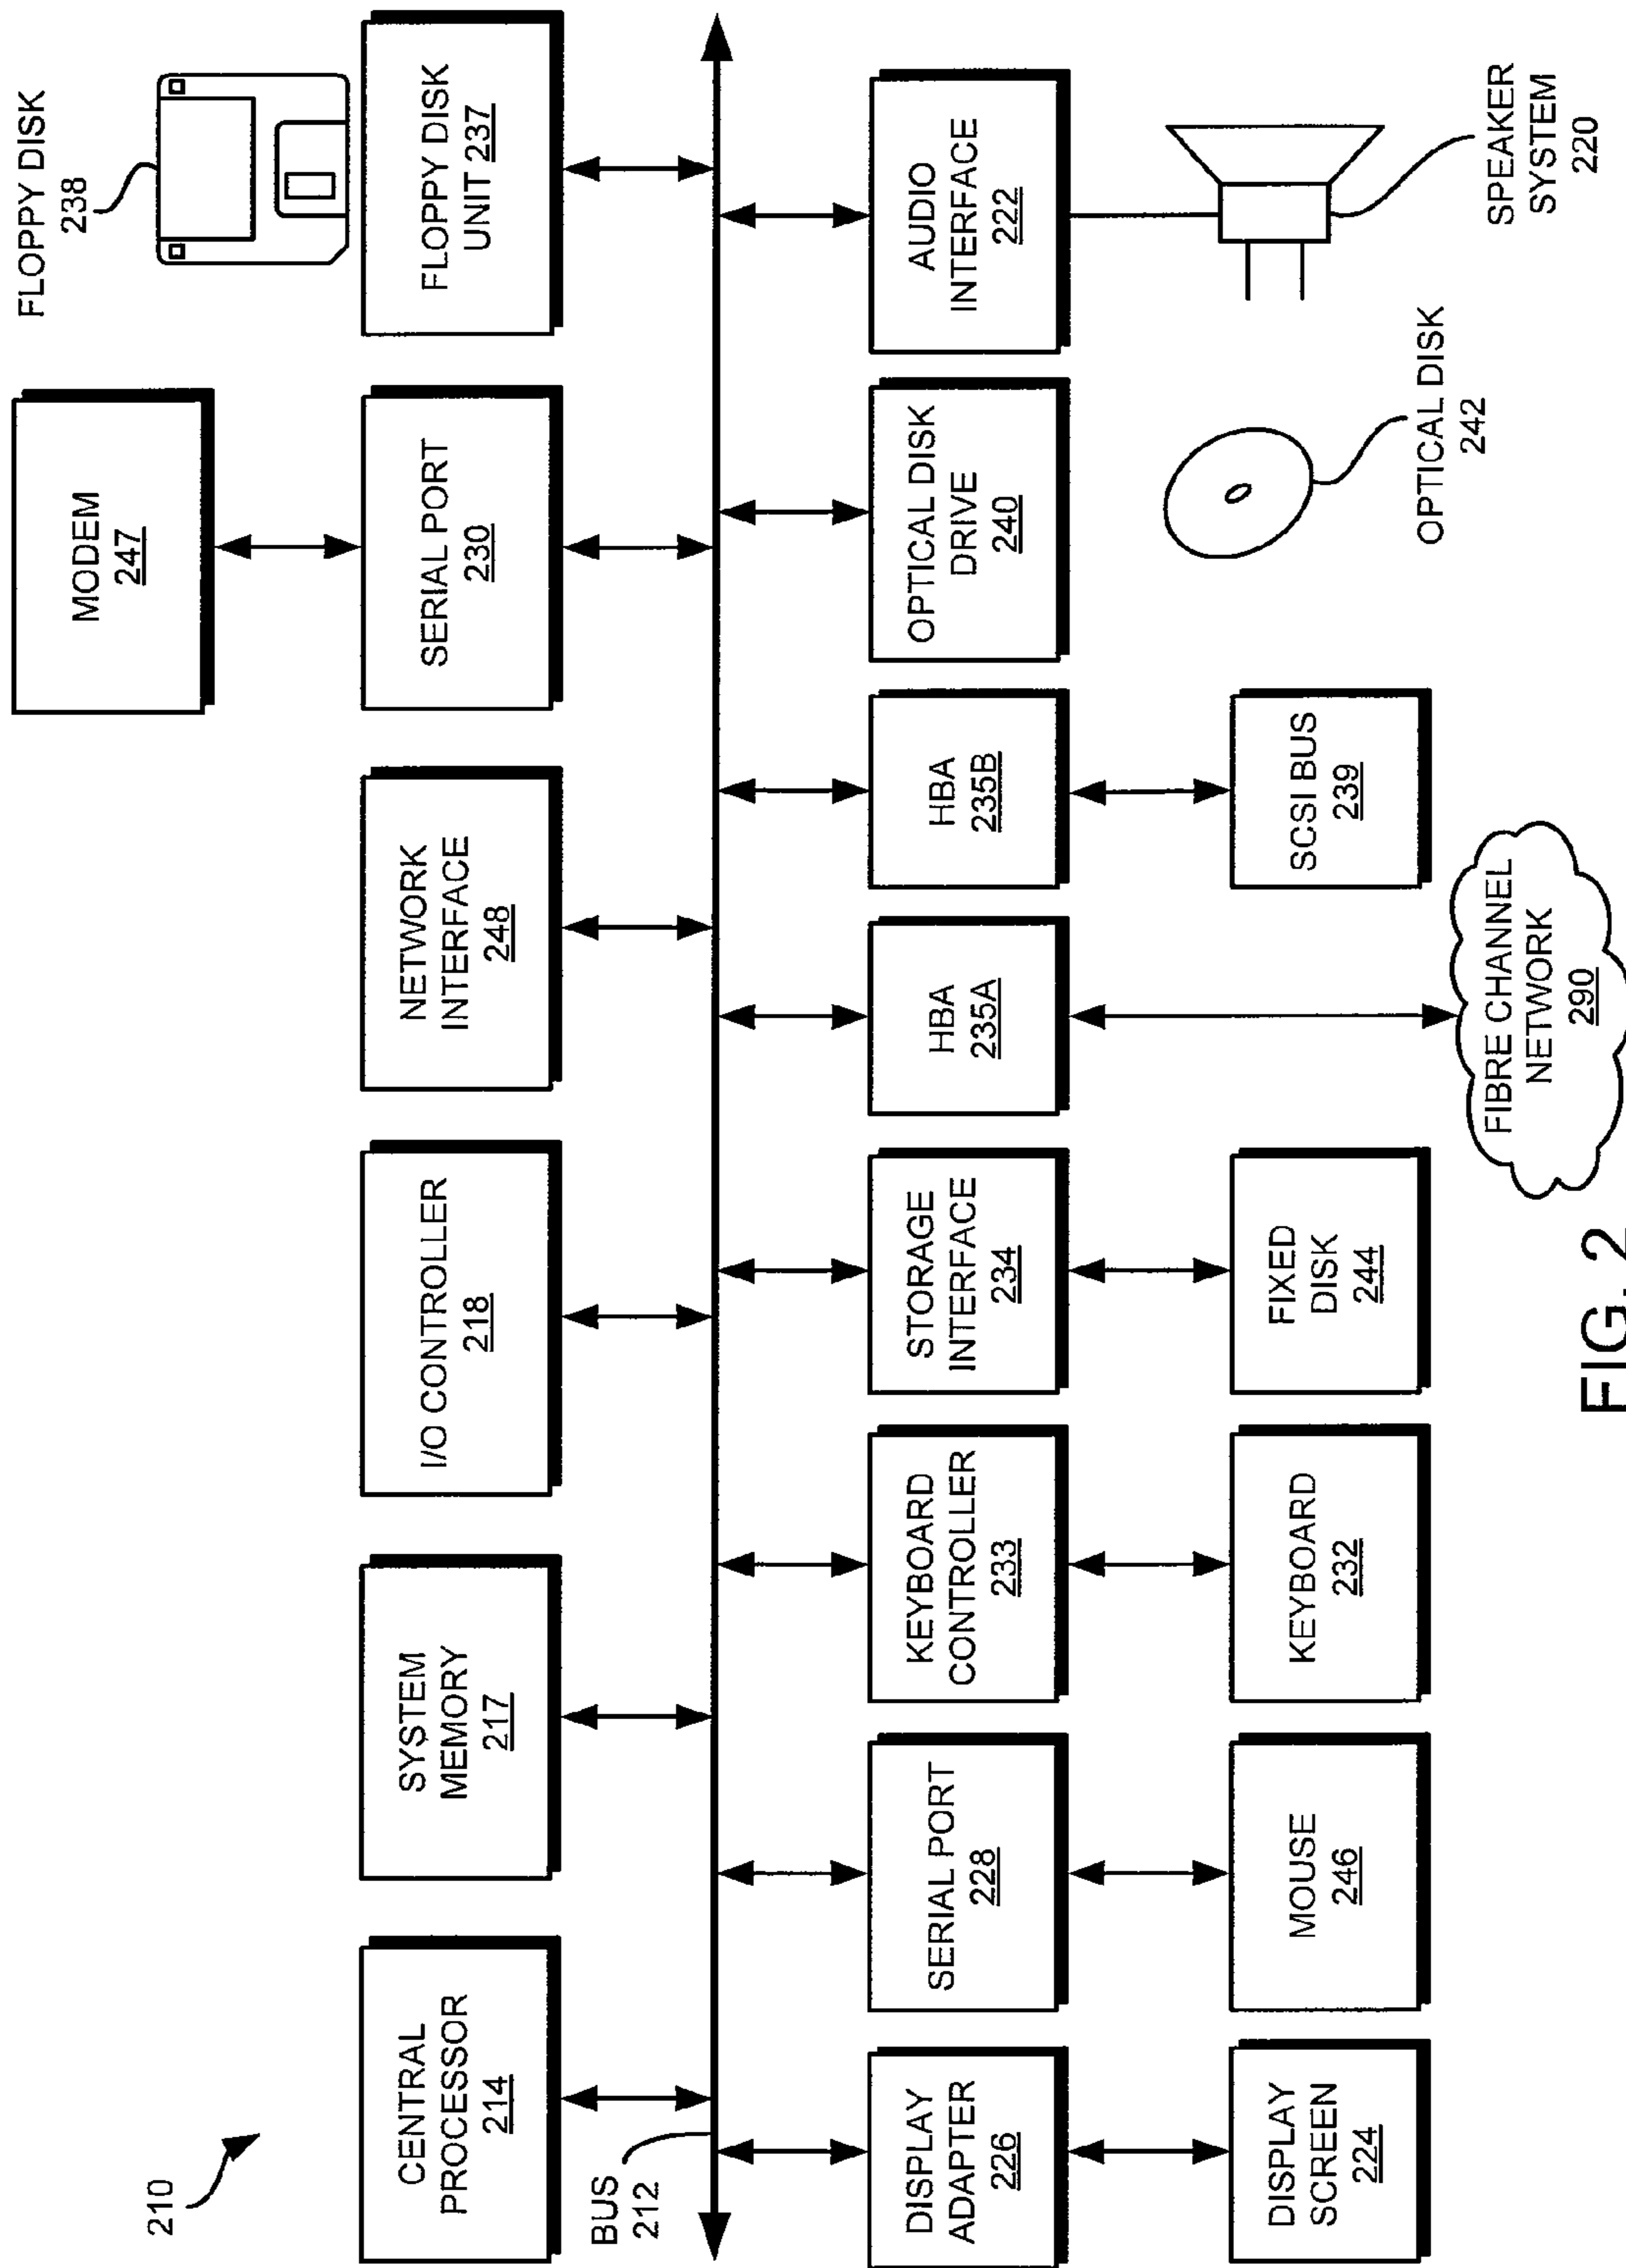 210
CENTRAL
PROCESSOR
214
SYSTEM
MEMORY
217
I/O CONTROLLER
218
NETWORK
INTERFACE
248
MODEM
247
SERIAL PORT
230
FLOPPY DISK
238
FLOPPY DISK
UNIT 237
BUS
212
DISPLAY
ADAPTER
226
SERIAL PORT
228
KEYBOARD
CONTROLLER
233
STORAGE
INTERFACE
234
HBA
235A
HBA
235B
OPTICAL DISK
DRIVE
240
AUDIO
INTERFACE
222
DISPLAY
SCREEN
224
MOUSE
246
KEYBOARD
232
FIXED
DISK
244
FIBRE CHANNEL
NETWORK
290
SCSI BUS
239
OPTICAL DISK
242
SPEAKER
SYSTEM
220
FIG. 2